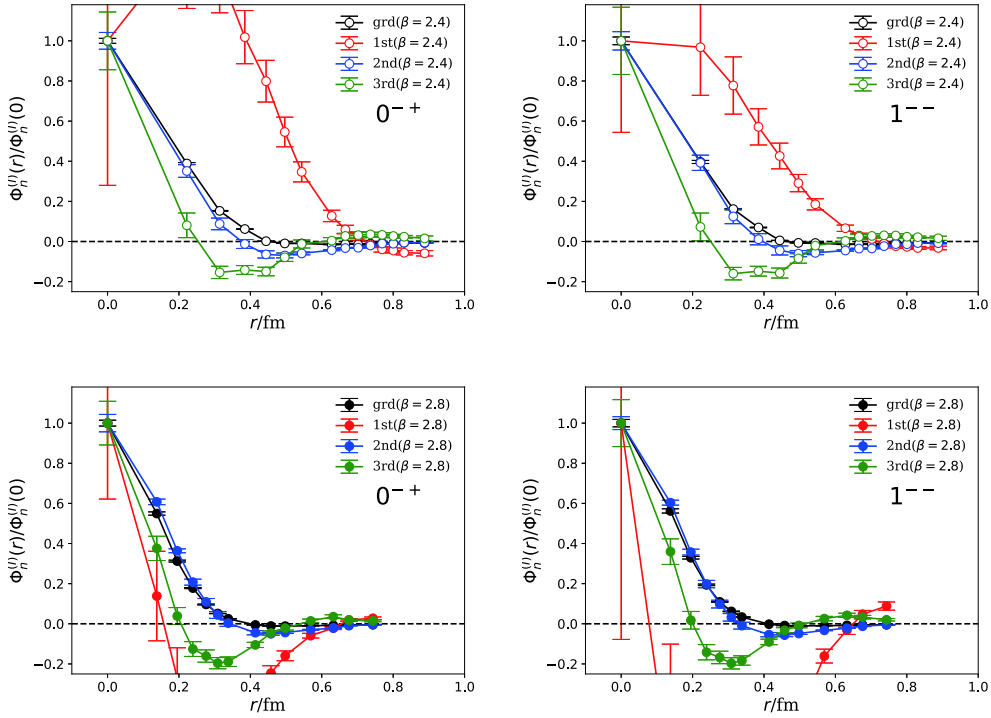 grd(β = 2.4)
1st(β = 2.4)
2nd(β = 2.4)
3rd(β = 2.4)
0⁻⁺
Φₙ⁽ˡ⁾(r)/Φₙ⁽ˡ⁾(0)
1.0
0.8
0.6
0.4
0.2
0.0
−0.2
0.0 0.2 0.4 0.6 0.8 1.0
r/fm
grd(β = 2.4)
1st(β = 2.4)
2nd(β = 2.4)
3rd(β = 2.4)
1⁻⁻
Φₙ⁽ˡ⁾(r)/Φₙ⁽ˡ⁾(0)
1.0
0.8
0.6
0.4
0.2
0.0
−0.2
0.0 0.2 0.4 0.6 0.8 1.0
r/fm
grd(β = 2.8)
1st(β = 2.8)
2nd(β = 2.8)
3rd(β = 2.8)
0⁻⁺
Φₙ⁽ˡ⁾(r)/Φₙ⁽ˡ⁾(0)
1.0
0.8
0.6
0.4
0.2
0.0
−0.2
0.0 0.2 0.4 0.6 0.8 1.0
r/fm
grd(β = 2.8)
1st(β = 2.8)
2nd(β = 2.8)
3rd(β = 2.8)
1⁻⁻
Φₙ⁽ˡ⁾(r)/Φₙ⁽ˡ⁾(0)
1.0
0.8
0.6
0.4
0.2
0.0
−0.2
0.0 0.2 0.4 0.6 0.8 1.0
r/fm